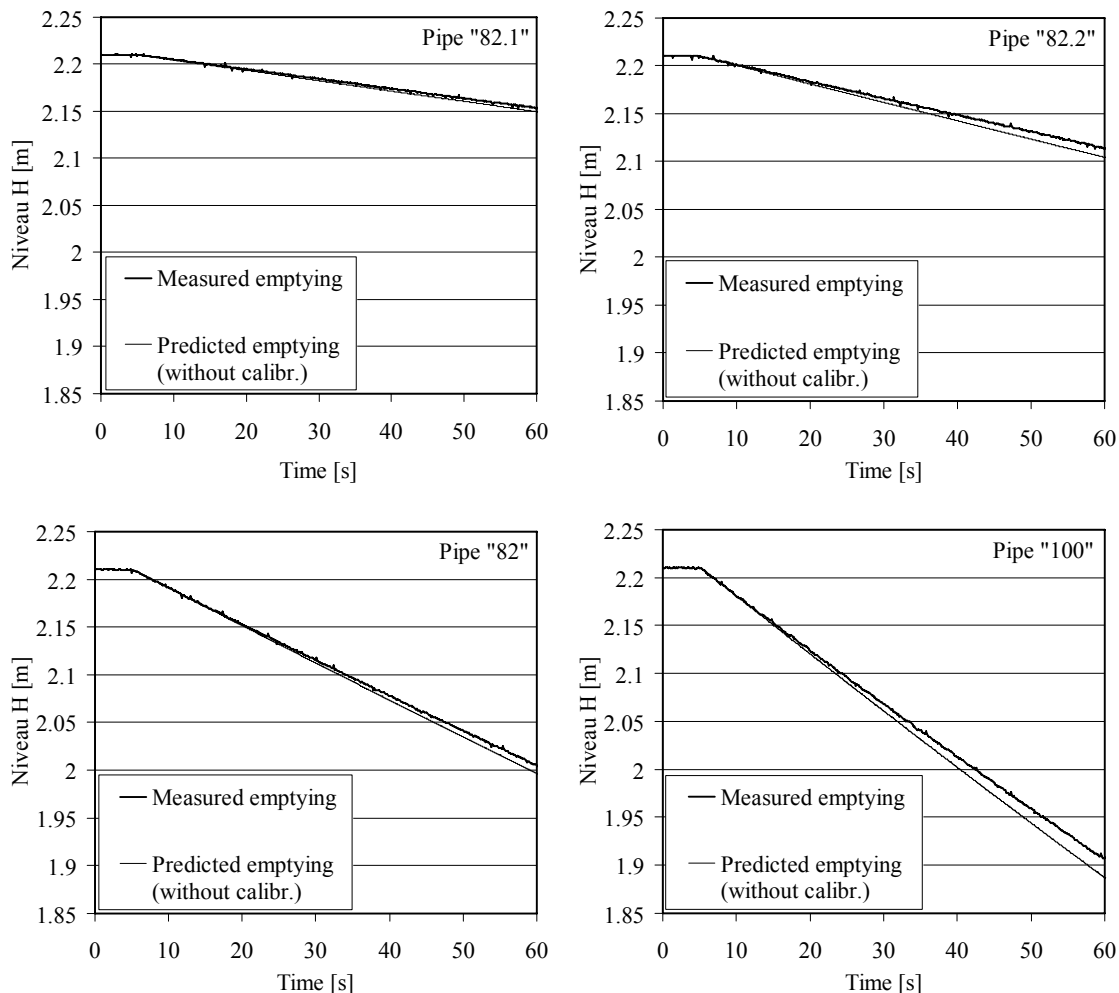 Pipe "82.1"
Niveau H [m]
2.25
2.2
2.15
2.1
2.05
2
1.95
1.9
1.85
Measured emptying
Predicted emptying
(without calibr.)
0 10 20 30 40 50 60
Time [s]
Pipe "82.2"
Niveau H [m]
2.25
2.2
2.15
2.1
2.05
2
1.95
1.9
1.85
Measured emptying
Predicted emptying
(without calibr.)
0 10 20 30 40 50 60
Time [s]
Pipe "82"
Niveau H [m]
2.25
2.2
2.15
2.1
2.05
2
1.95
1.9
1.85
Measured emptying
Predicted emptying
(without calibr.)
0 10 20 30 40 50 60
Time [s]
Pipe "100"
Niveau H [m]
2.25
2.2
2.15
2.1
2.05
2
1.95
1.9
1.85
Measured emptying
Predicted emptying
(without calibr.)
0 10 20 30 40 50 60
Time [s]